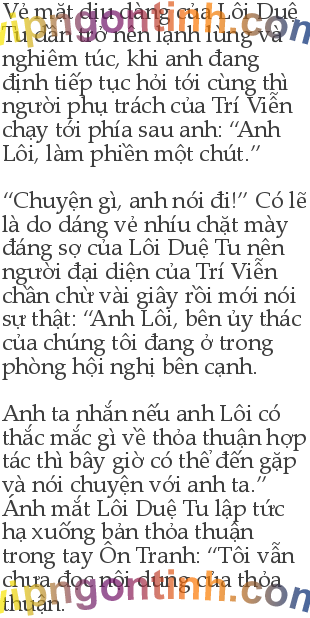 Vẻ mặt dịu dàng của Lôi Duệ
Tu dần trở nên lạnh lùng và
nghiêm túc, khi anh đang
định tiếp tục hỏi tới cùng thì
người phụ trách của Trí Viễn
chạy tới phía sau anh: “Anh
Lôi, làm phiền một chút.”
“Chuyện gì, anh nói đi!” Có lẽ
là do dáng vẻ nhíu chặt mày
đáng sợ của Lôi Duệ Tu nên
người đại diện của Trí Viễn
chần chừ vài giây rồi mới nói
sự thật: “Anh Lôi, bên ủy thác
của chúng tôi đang ở trong
phòng hội nghị bên cạnh.
Anh ta nhắn nếu anh Lôi có
thắc mắc gì về thỏa thuận hợp
tác thì bây giờ có thể đến gặp
và nói chuyện với anh ta.”
Ánh mắt Lôi Duệ Tu lập tức
hạ xuống bản thỏa thuận
trong tay Ôn Tranh: “Tôi vẫn
chưa đọc nội dung của thỏa
thuận.
vipngontinh.com
vipngontinh.com